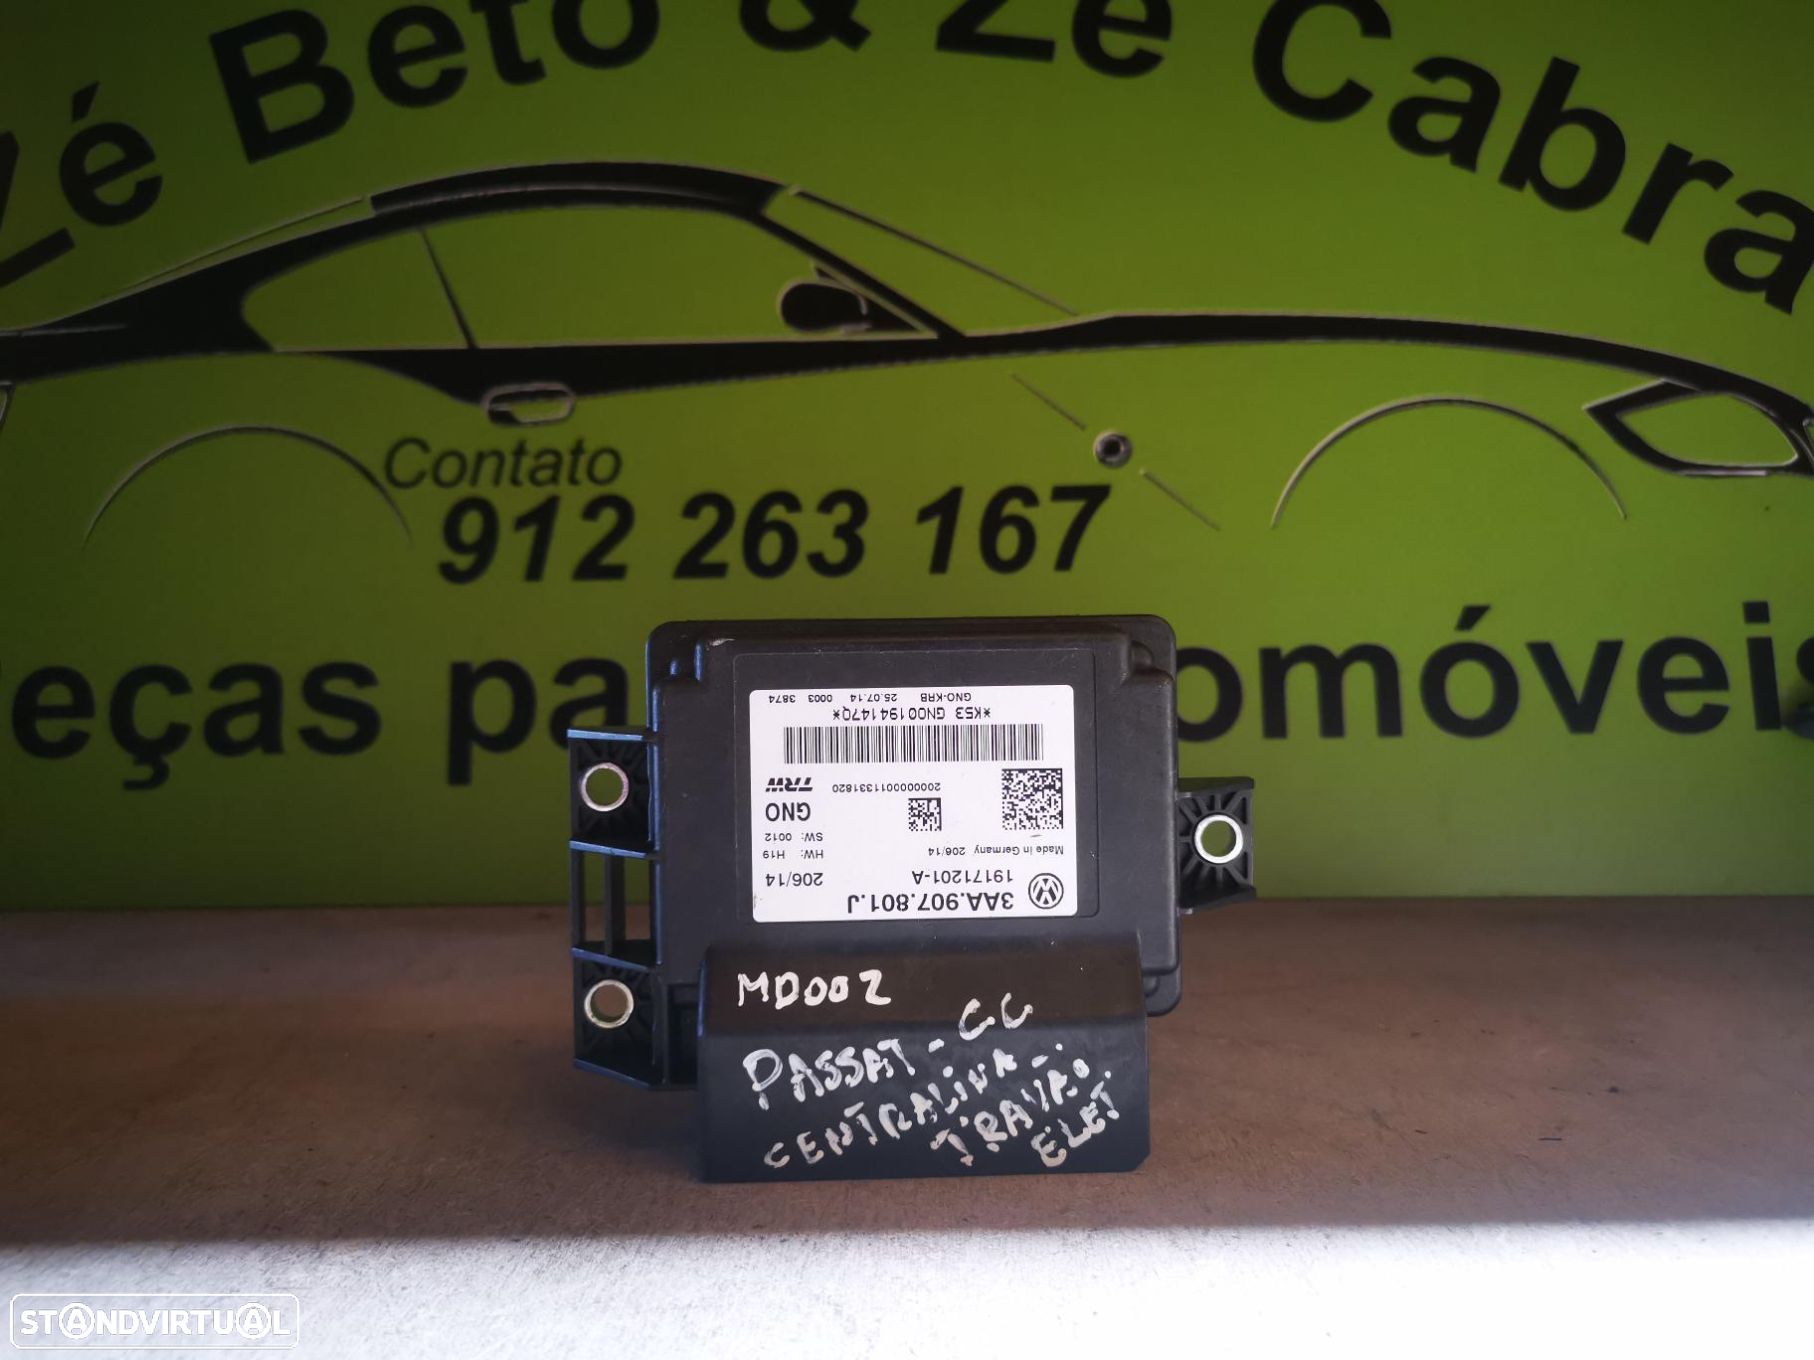 Zé Beto & Zé Cabra
Contato
912 263 167
eças pa omóveis
GNO-KRB 25.07.14 0003 3874
*K53 GNO0194147Q*
TRW
2000000011331820
GNO
SW: 0012
HW: H19
Made in Germany 206/14
206/14
19171201-A
3AA.907.801.J
MD002
PASSAT - CC
CENTRALINA -.
TRAVÃO.
ELET.
STANDVIRTUAL